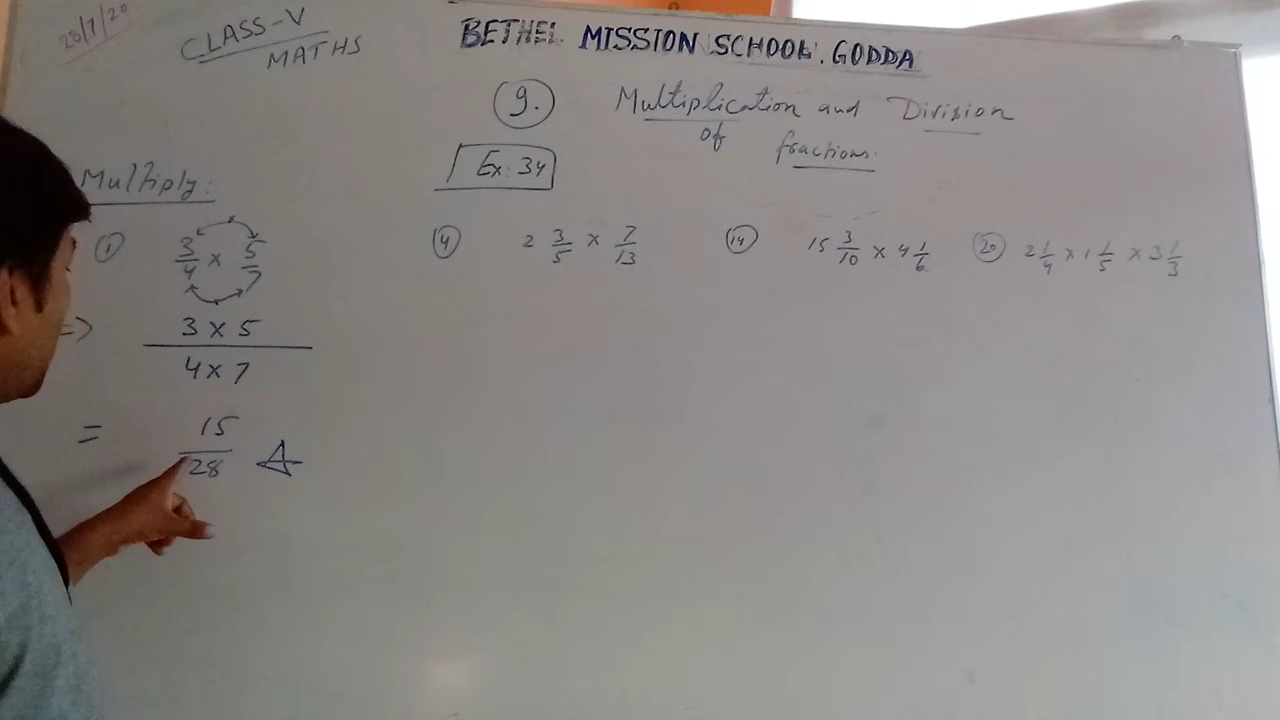 28/7/20
CLASS-V
MATHS
BETHEL MISSION SCHOOL. GODDA
9. Multiplication and Division
of fractions.
Ex: 34
Multiply:
1 3/4 × 5/7
=> 3 × 5
4 × 7
= 15/28
4 2 3/5 × 7/13
14 15 3/10 × 4 1/6
20 2 1/4 × 1 1/5 × 3 1/3